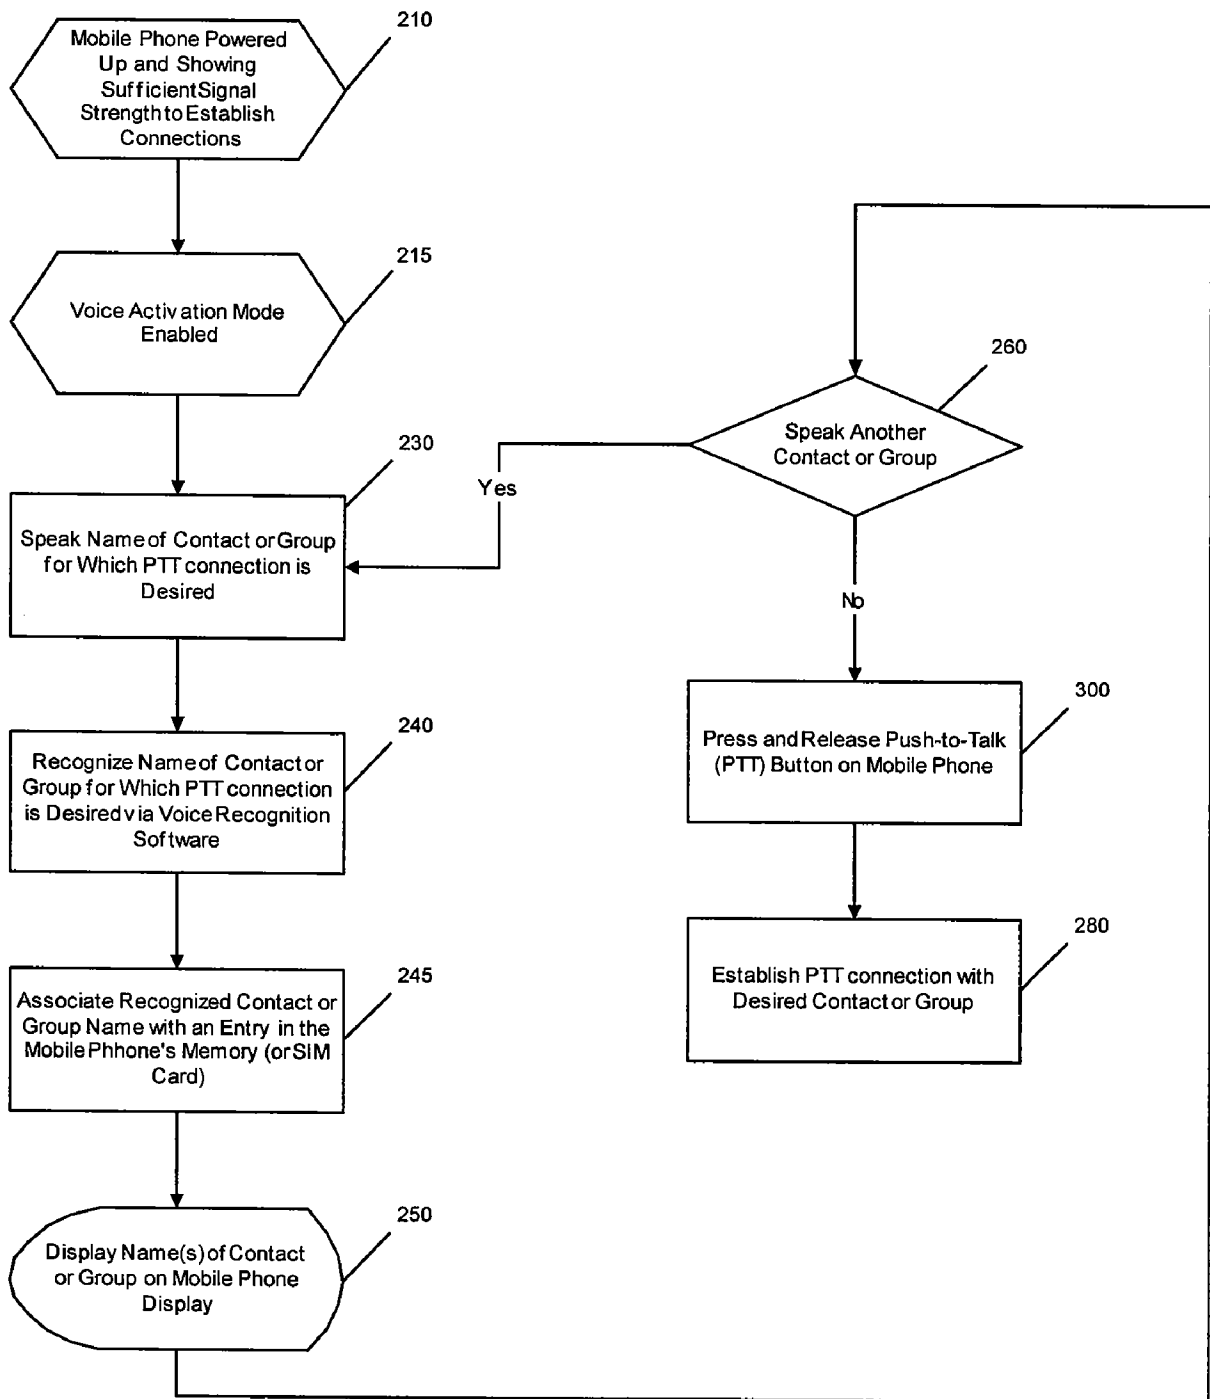 210
Mobile Phone Powered
Up and Showing
Sufficient Signal
Strength to Establish
Connections
215
Voice Activation Mode
Enabled
230
Speak Name of Contact or Group
for Which PTT connection is
Desired
240
Recognize Name of Contact or
Group for Which PTT connection
is Desired via Voice Recognition
Software
245
Associate Recognized Contact or
Group Name with an Entry in the
Mobile Phhone's Memory (or SIM
Card)
250
Display Name(s) of Contact
or Group on Mobile Phone
Display
260
Speak Another
Contact or Group
Yes
No
300
Press and Release Push-to-Talk
(PTT) Button on Mobile Phone
280
Establish PTT connection with
Desired Contact or Group